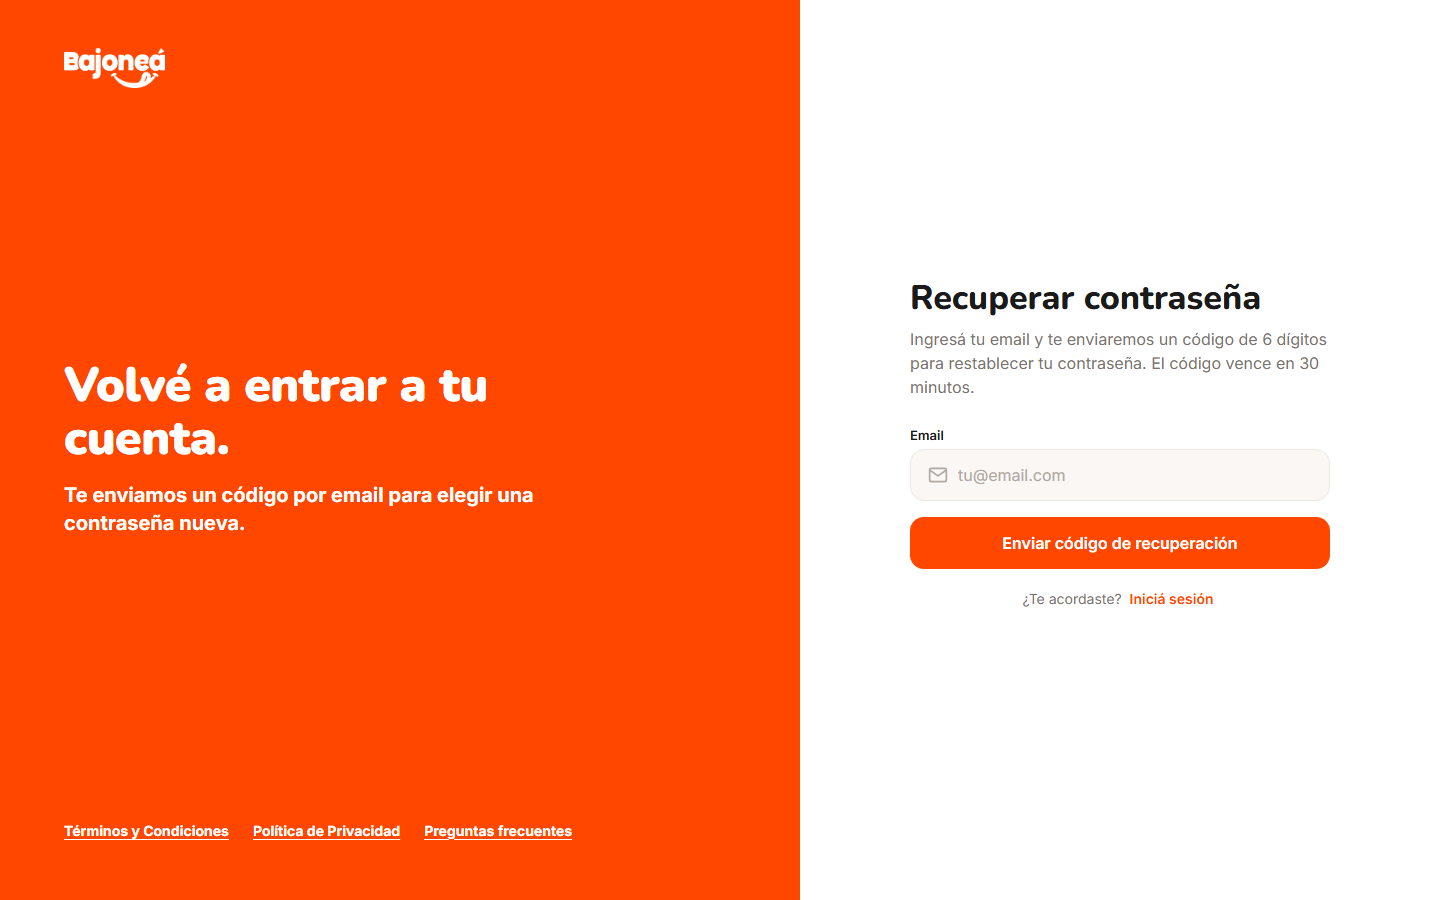 Bajoneá
Volvé a entrar a tu
cuenta.
Te enviamos un código por email para elegir una
contraseña nueva.
Términos y Condiciones
Política de Privacidad
Preguntas frecuentes
Recuperar contraseña
Ingresá tu email y te enviaremos un código de 6 dígitos
para restablecer tu contraseña. El código vence en 30
minutos.
Email
tu@email.com
Enviar código de recuperación
¿Te acordaste? Iniciá sesión